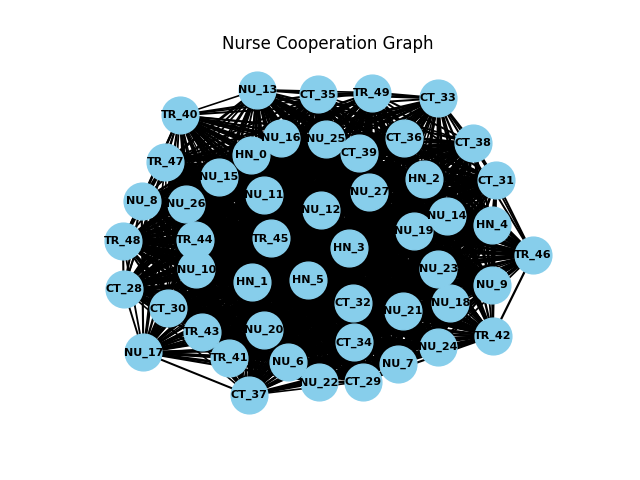 Nurse Cooperation Graph
NU_13
CT_35
TR_49
CT_33
TR_40
NU_16
NU_25
CT_36
CT_38
HN_0
CT_39
TR_47
NU_15
HN_2
CT_31
NU_11
NU_27
NU_8
NU_26
NU_12
NU_14
HN_4
NU_19
TR_48
TR_44
TR_45
HN_3
TR_46
NU_10
NU_23
HN_1
HN_5
NU_9
CT_28
CT_30
CT_32
NU_18
NU_21
TR_43
NU_20
TR_42
CT_34
NU_24
NU_17
TR_41
NU_6
NU_7
NU_22
CT_29
CT_37